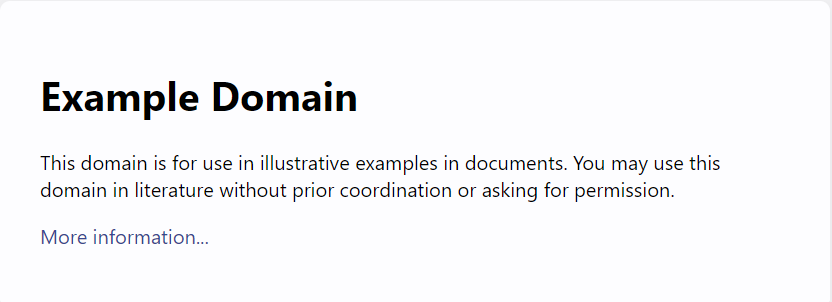 Example Domain
This domain is for use in illustrative examples in documents. You may use this
domain in literature without prior coordination or asking for permission.
More information...